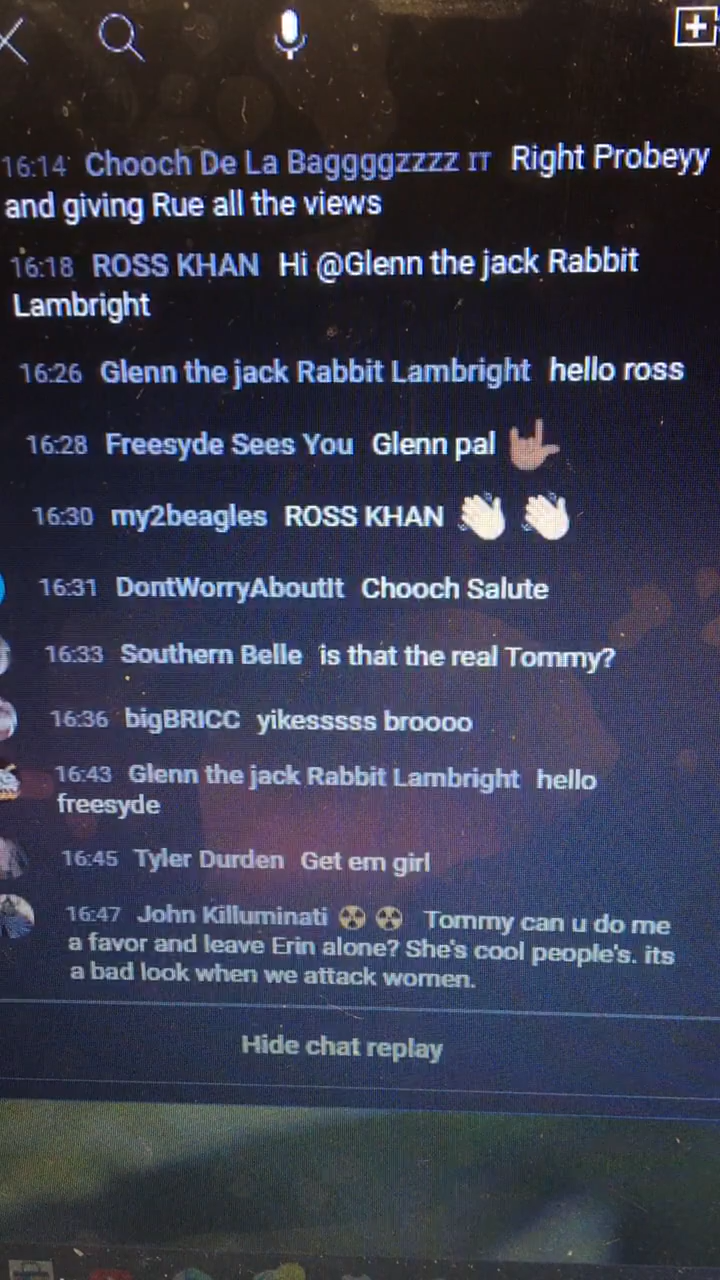 16:14 Chooch De La Baggggzzzz IT Right Probeyy
and giving Rue all the views
16:18 ROSS KHAN Hi @Glenn the jack Rabbit
Lambright
16:26 Glenn the jack Rabbit Lambright hello ross
16:28 Freesyde Sees You Glenn pal 🤟🏽
16:30 my2beagles ROSS KHAN 👋🏻 👋🏻
16:31 DontWorryAboutIt Chooch Salute
16:33 Southern Belle is that the real Tommy?
16:36 bigBRICC yikesssss broooo
16:43 Glenn the jack Rabbit Lambright hello
freesyde
16:45 Tyler Durden Get em girl
16:47 John Killuminati ☢️ ☢️ Tommy can u do me
a favor and leave Erin alone? She's cool people's. its
a bad look when we attack women.
Hide chat replay